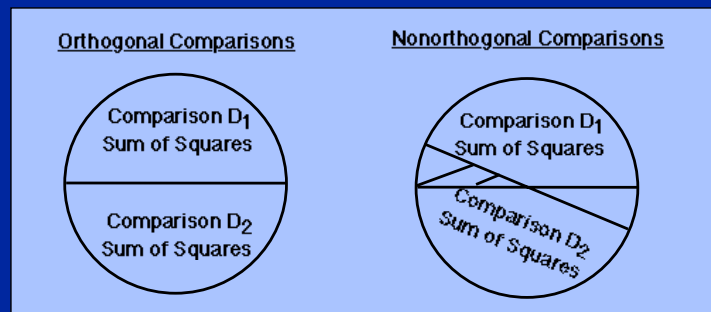 Orthogonal Comparisons
Comparison D1
Sum of Squares
Comparison D2
Sum of Squares
Nonorthogonal Comparisons
Comparison D1
Sum of Squares
Comparison D2
Sum of Squares